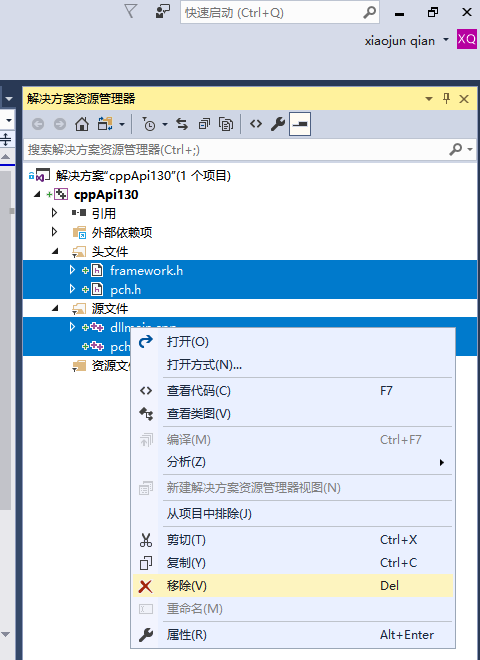 快速启动 (Ctrl+Q)
xiaojun qian
XQ
解决方案资源管理器
搜索解决方案资源管理器(Ctrl+;)
解决方案"cppApi130"(1 个项目)
cppApi130
引用
外部依赖项
头文件
framework.h
pch.h
源文件
dllmain.cpp
pch
资源文
打开(O)
打开方式(N)...
查看代码(C) F7
查看类图(V)
编译(M) Ctrl+F7
分析(Z)
新建解决方案资源管理器视图(N)
从项目中排除(J)
剪切(T) Ctrl+X
复制(Y) Ctrl+C
移除(V) Del
重命名(M)
属性(R) Alt+Enter